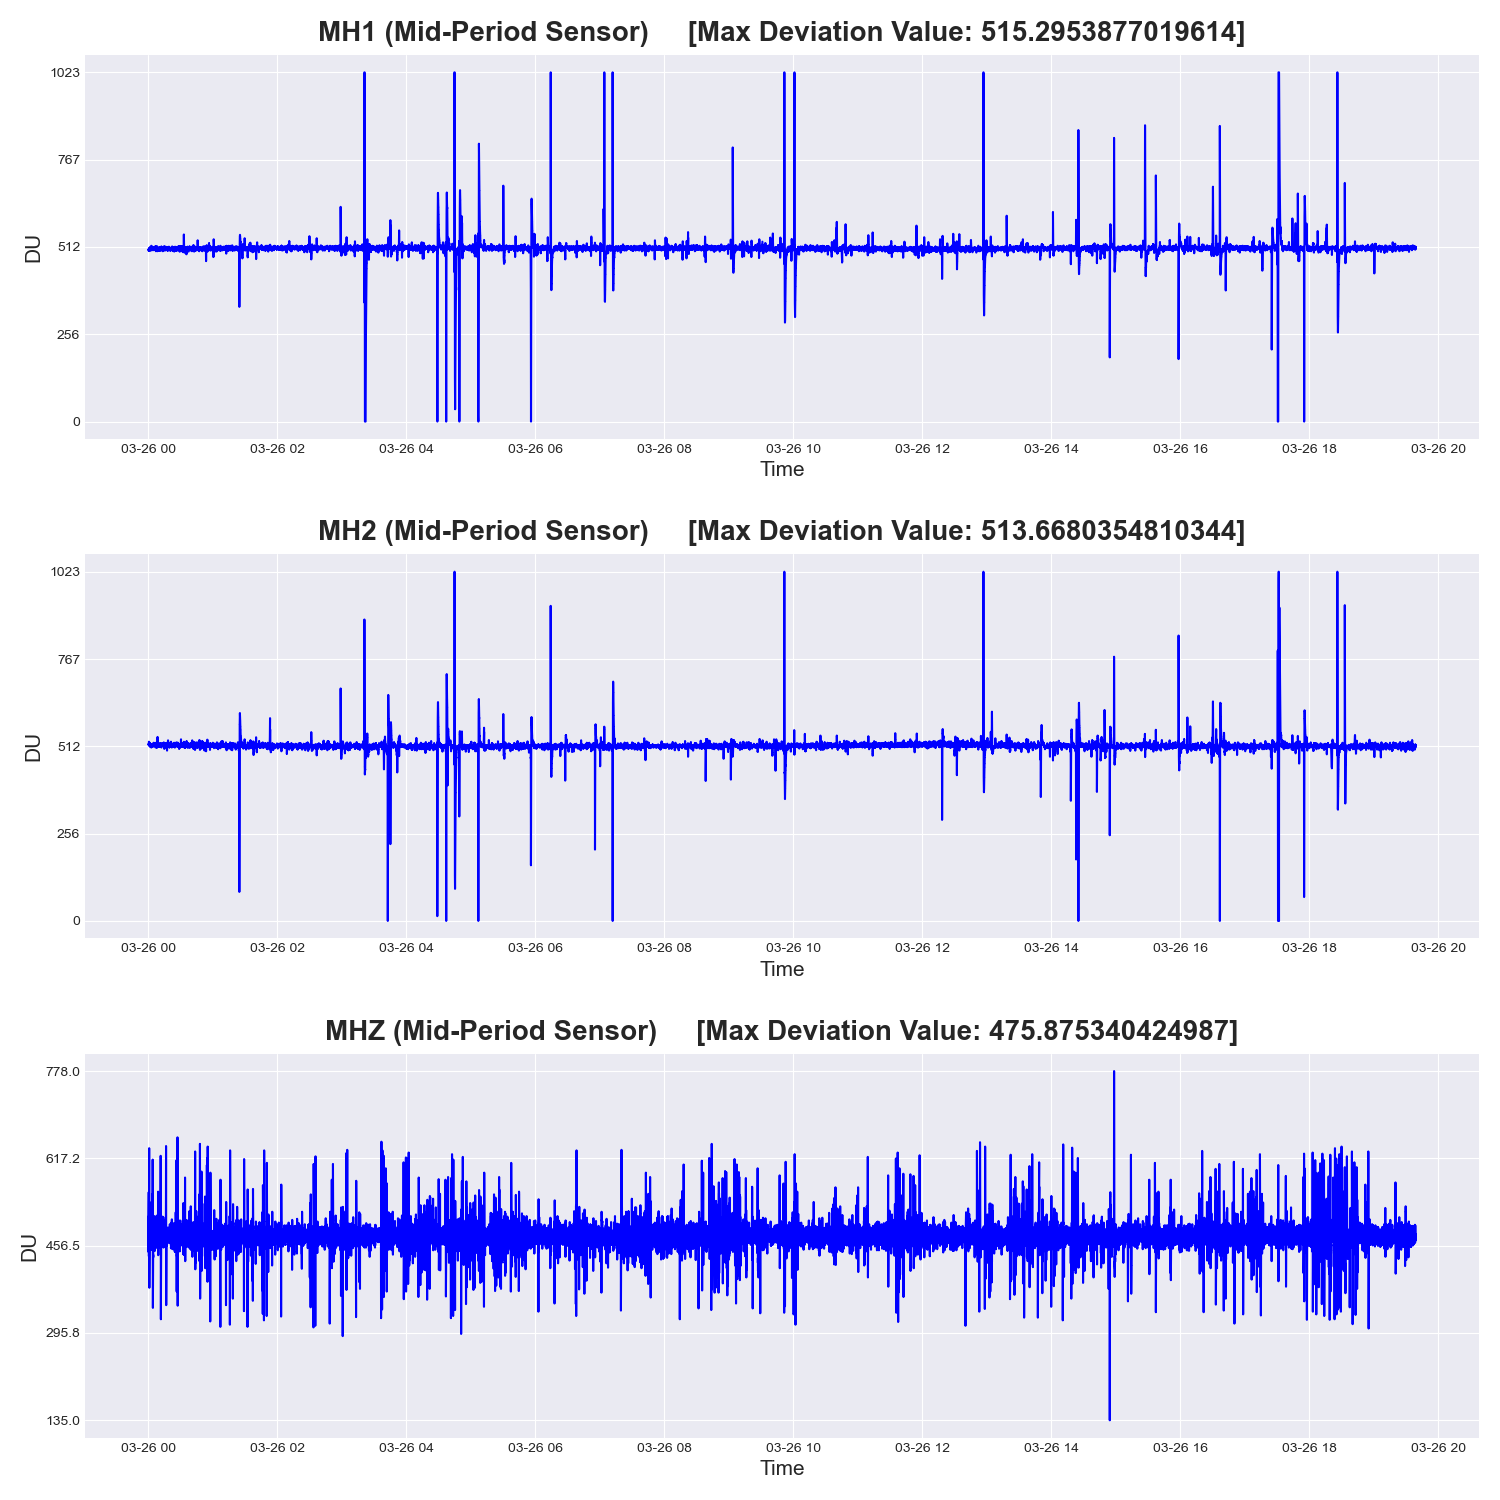 MH1 (Mid-Period Sensor) [Max Deviation Value: 515.2953877019614]
1023
767
512
256
0
DU
03-26 00 03-26 02 03-26 04 03-26 06 03-26 08 03-26 10 03-26 12 03-26 14 03-26 16 03-26 18 03-26 20
Time
MH2 (Mid-Period Sensor) [Max Deviation Value: 513.6680354810344]
1023
767
512
256
0
DU
03-26 00 03-26 02 03-26 04 03-26 06 03-26 08 03-26 10 03-26 12 03-26 14 03-26 16 03-26 18 03-26 20
Time
MHZ (Mid-Period Sensor) [Max Deviation Value: 475.875340424987]
778.0
617.2
456.5
295.8
135.0
DU
03-26 00 03-26 02 03-26 04 03-26 06 03-26 08 03-26 10 03-26 12 03-26 14 03-26 16 03-26 18 03-26 20
Time